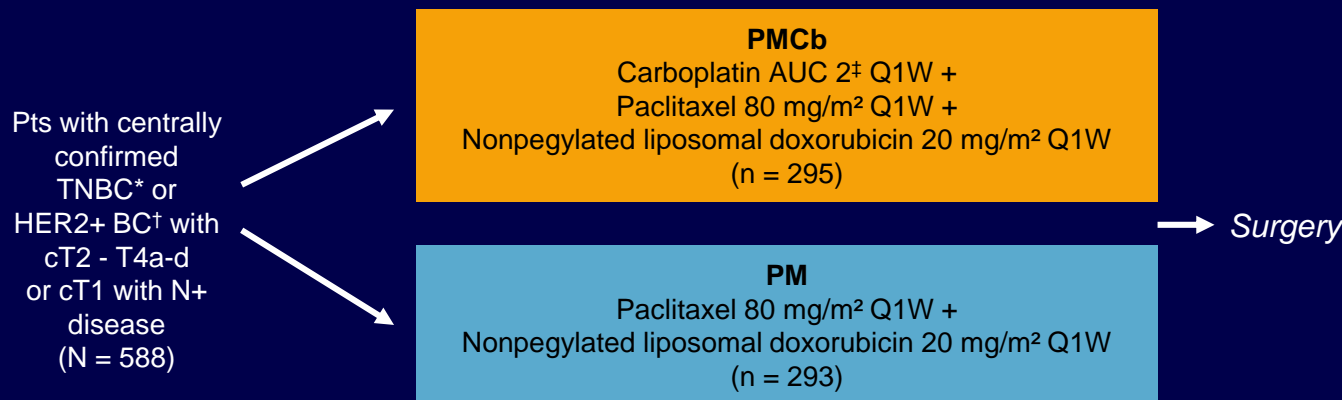 Pts with centrally
confirmed
TNBC* or
HER2+ BC† with
cT2 - T4a-d
or cT1 with N+
disease
(N = 588)
PMCb
Carboplatin AUC 2‡ Q1W +
Paclitaxel 80 mg/m² Q1W +
Nonpegylated liposomal doxorubicin 20 mg/m² Q1W
(n = 295)
PM
Paclitaxel 80 mg/m² Q1W +
Nonpegylated liposomal doxorubicin 20 mg/m² Q1W
(n = 293)
Surgery